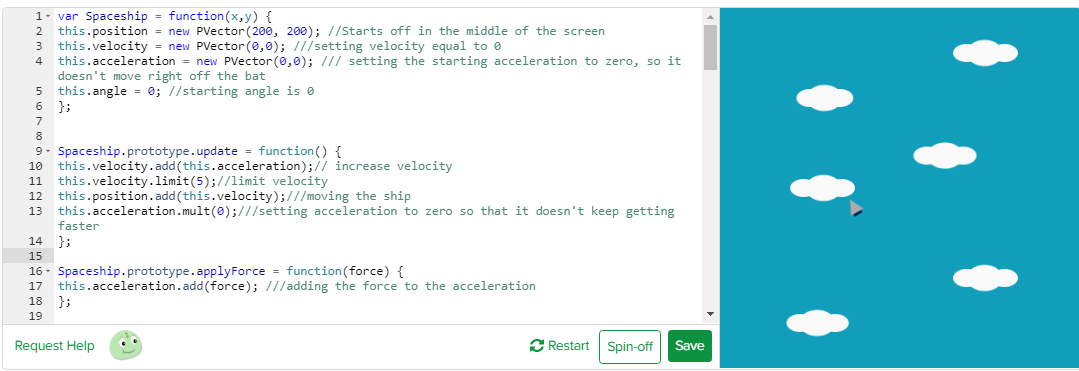 1 var Spaceship = function(x,y) {
2 this.position = new PVector(200, 200); //Starts off in the middle of the screen
3 this.velocity = new PVector(0,0); ///setting velocity equal to 0
4 this.acceleration = new PVector(0,0); /// setting the starting acceleration to zero, so it
doesn't move right off the bat
5 this.angle = 0; //starting angle is 0
6 };
7
8
9 Spaceship.prototype.update = function() {
10 this.velocity.add(this.acceleration);// increase velocity
11 this.velocity.limit(5);//limit velocity
12 this.position.add(this.velocity);///moving the ship
13 this.acceleration.mult(0);///setting acceleration to zero so that it doesn't keep getting
faster
14 };
15
16 Spaceship.prototype.applyForce = function(force) {
17 this.acceleration.add(force); ///adding the force to the acceleration
18 };
19
Request Help Restart Spin-off Save